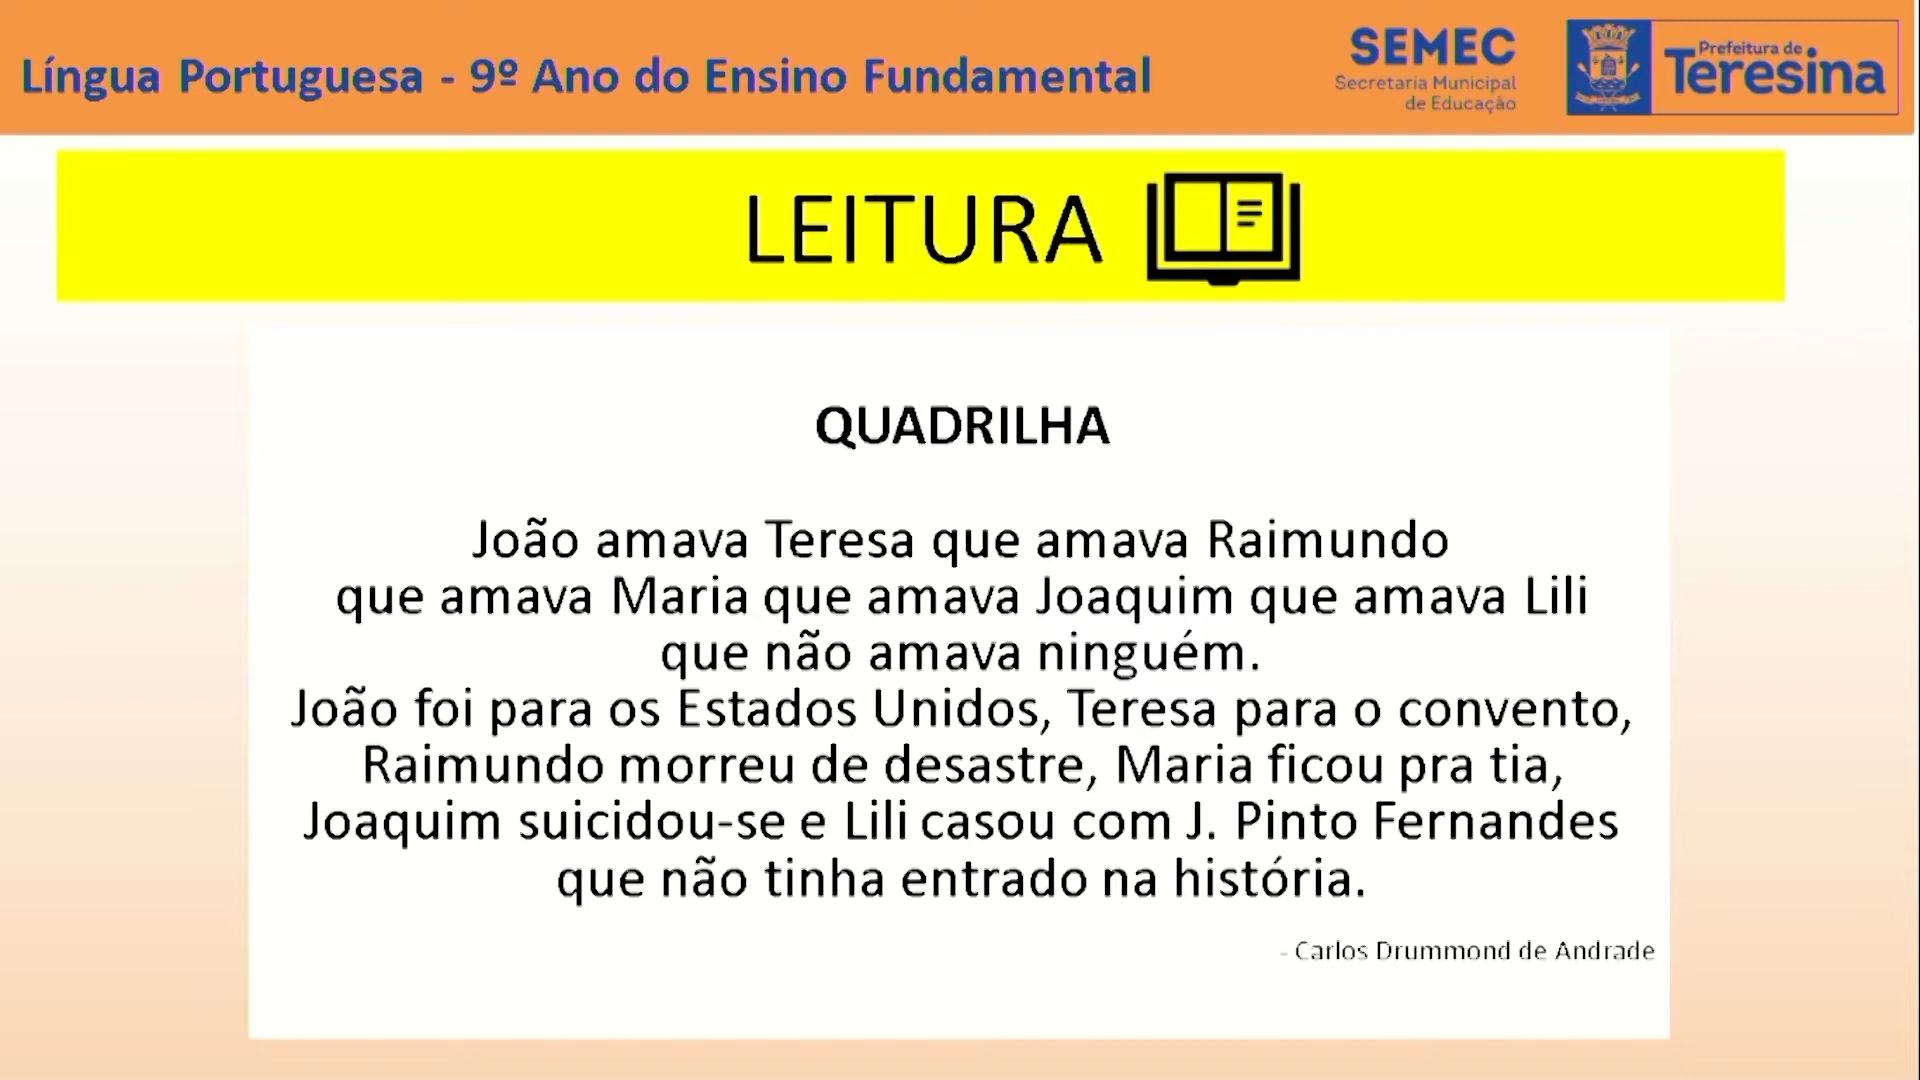 Língua Portuguesa - 9º Ano do Ensino Fundamental
SEMEC
Secretaria Municipal
de Educação
Prefeitura de
Teresina
LEITURA
QUADRILHA
João amava Teresa que amava Raimundo
que amava Maria que amava Joaquim que amava Lili
que não amava ninguém.
João foi para os Estados Unidos, Teresa para o convento,
Raimundo morreu de desastre, Maria ficou pra tia,
Joaquim suicidou-se e Lili casou com J. Pinto Fernandes
que não tinha entrado na história.
- Carlos Drummond de Andrade